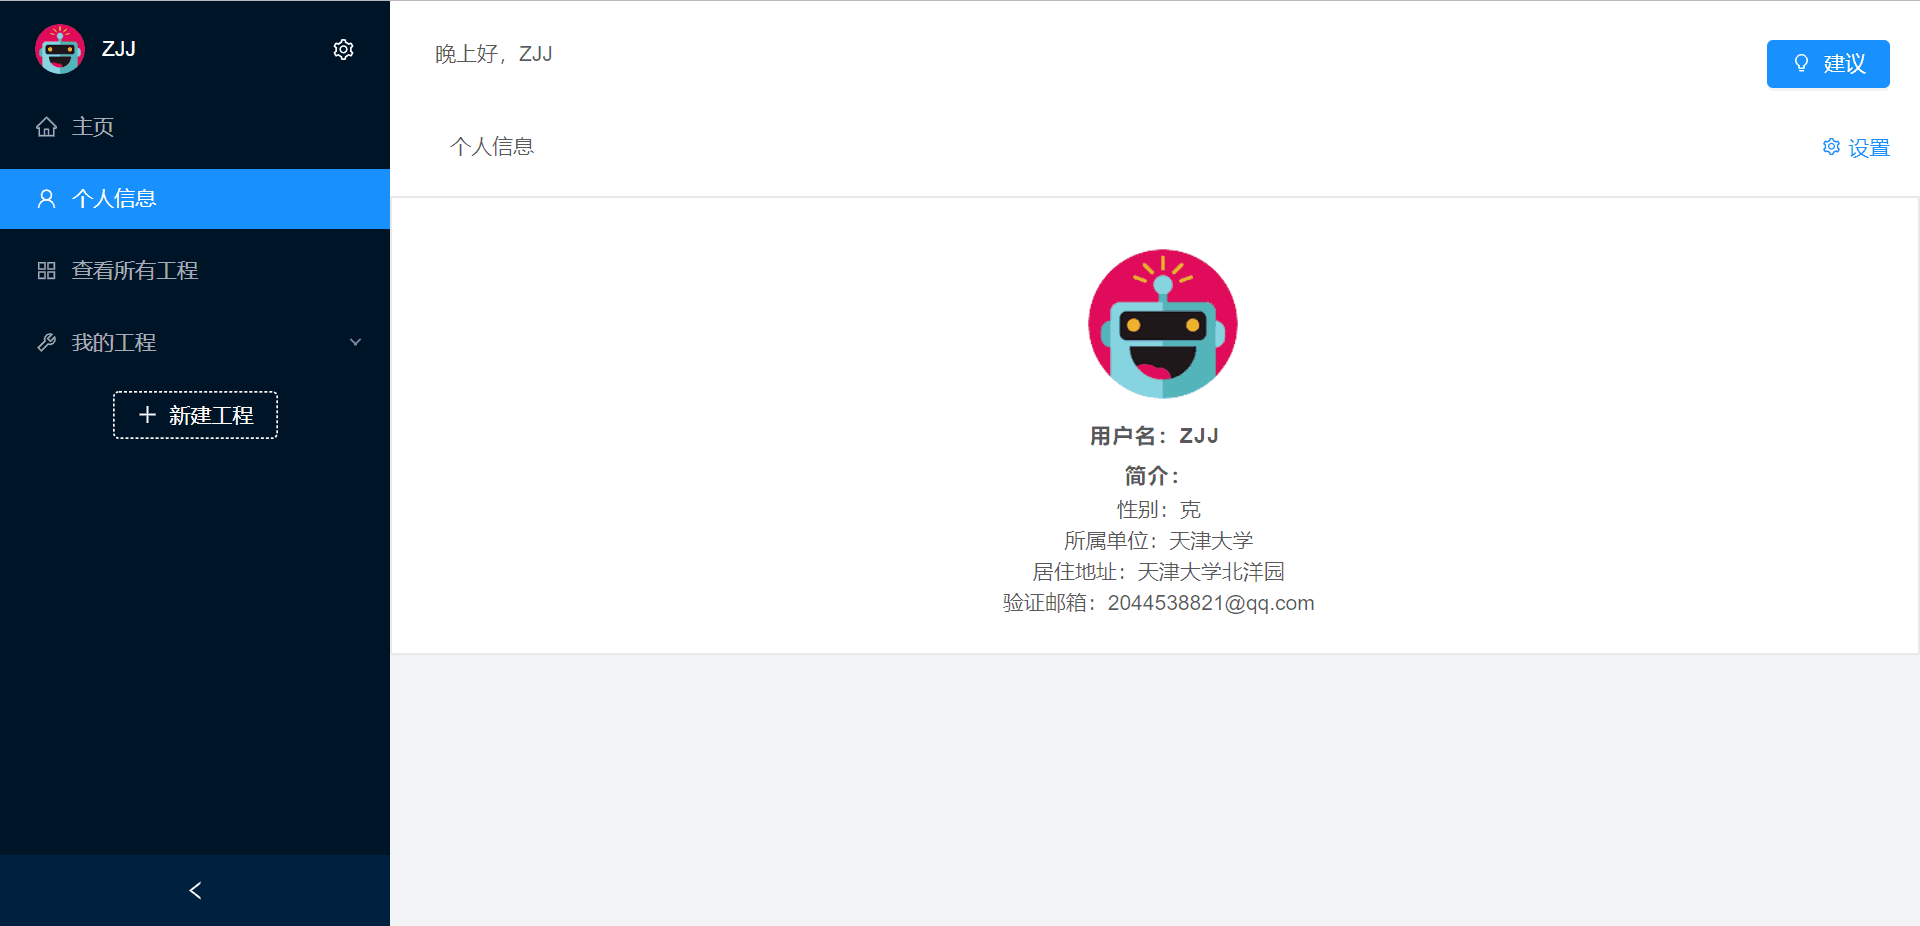 ZJJ
主页
个人信息
查看所有工程
我的工程
新建工程
晚上好，ZJJ
建议
个人信息
设置
用户名：ZJJ
简介：
性别：克
所属单位：天津大学
居住地址：天津大学北洋园
验证邮箱：2044538821@qq.com